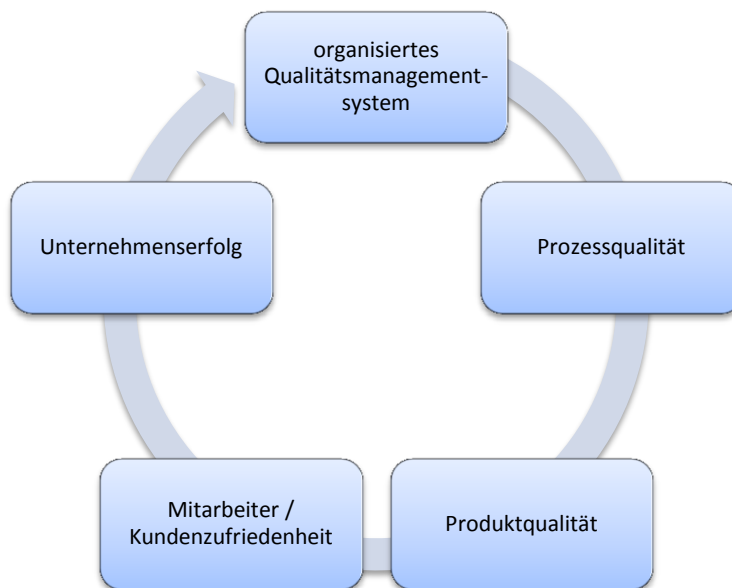 organisiertes
Qualitätsmanagement-
system
Prozessqualität
Produktqualität
Mitarbeiter /
Kundenzufriedenheit
Unternehmenserfolg